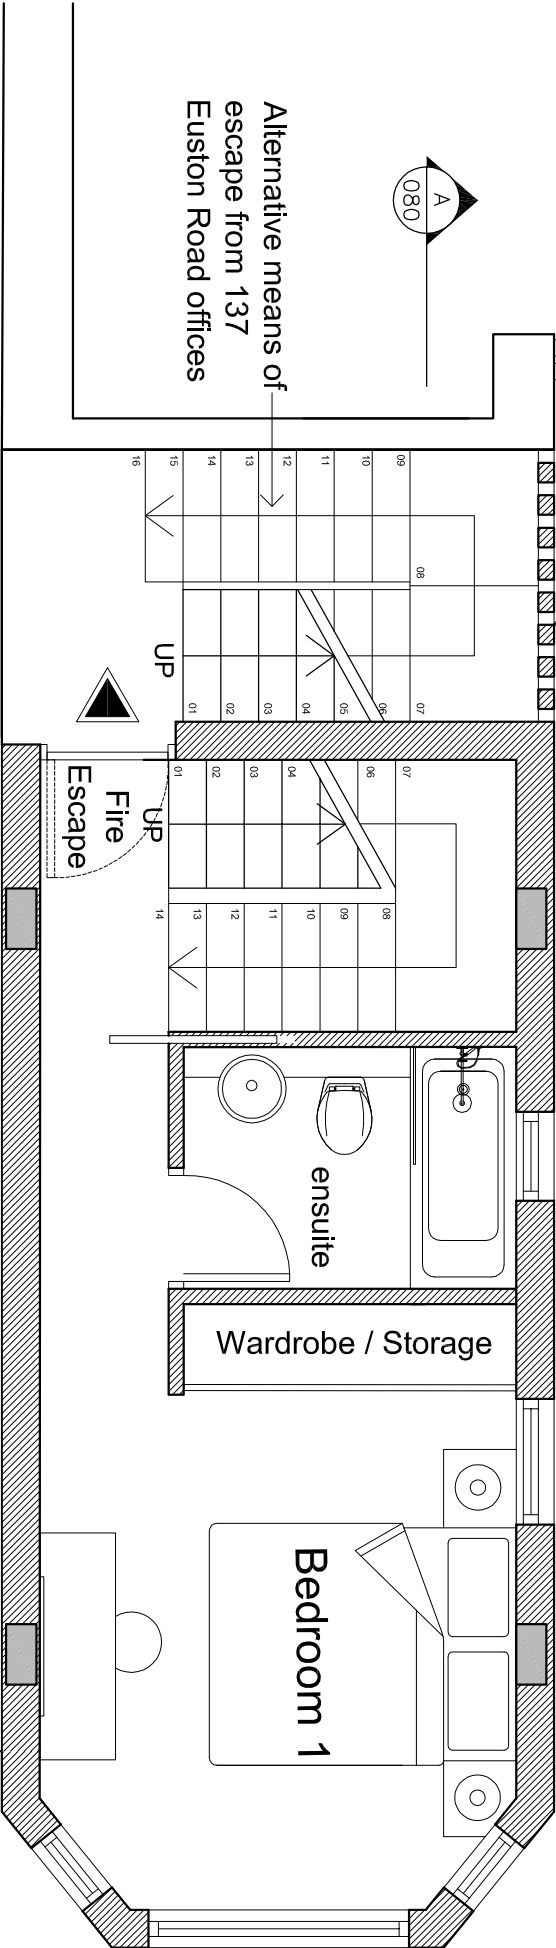 A
080
Alternative means of
escape from 137
Euston Road offices
16
15
14
13
12
11
10
09
08
UP
01
02
03
04
05
06
07
Fire
Escape
UP
01
02
03
04
06
07
14
13
12
11
10
09
08
ensuite
Wardrobe / Storage
Bedroom 1